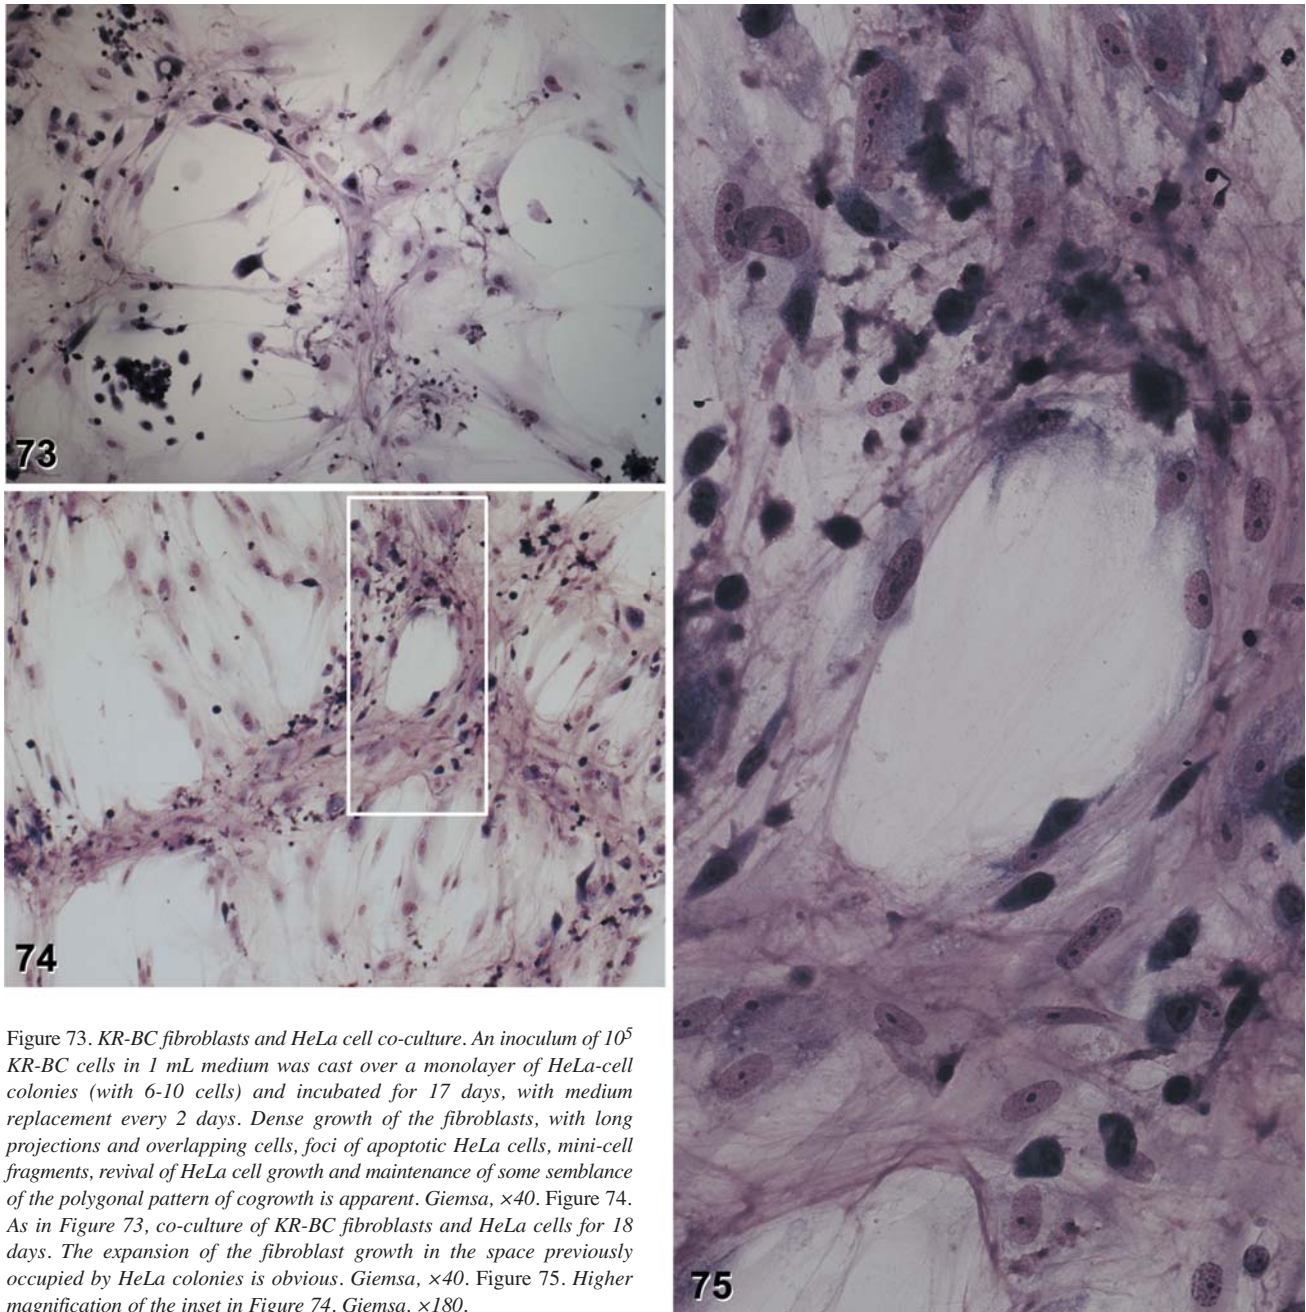 73
74
75
Figure 73. KR-BC fibroblasts and HeLa cell co-culture. An inoculum of 10⁵
KR-BC cells in 1 mL medium was cast over a monolayer of HeLa-cell
colonies (with 6-10 cells) and incubated for 17 days, with medium
replacement every 2 days. Dense growth of the fibroblasts, with long
projections and overlapping cells, foci of apoptotic HeLa cells, mini-cell
fragments, revival of HeLa cell growth and maintenance of some semblance
of the polygonal pattern of cogrowth is apparent. Giemsa, ×40. Figure 74.
As in Figure 73, co-culture of KR-BC fibroblasts and HeLa cells for 18
days. The expansion of the fibroblast growth in the space previously
occupied by HeLa colonies is obvious. Giemsa, ×40. Figure 75. Higher
magnification of the inset in Figure 74. Giemsa, ×180.